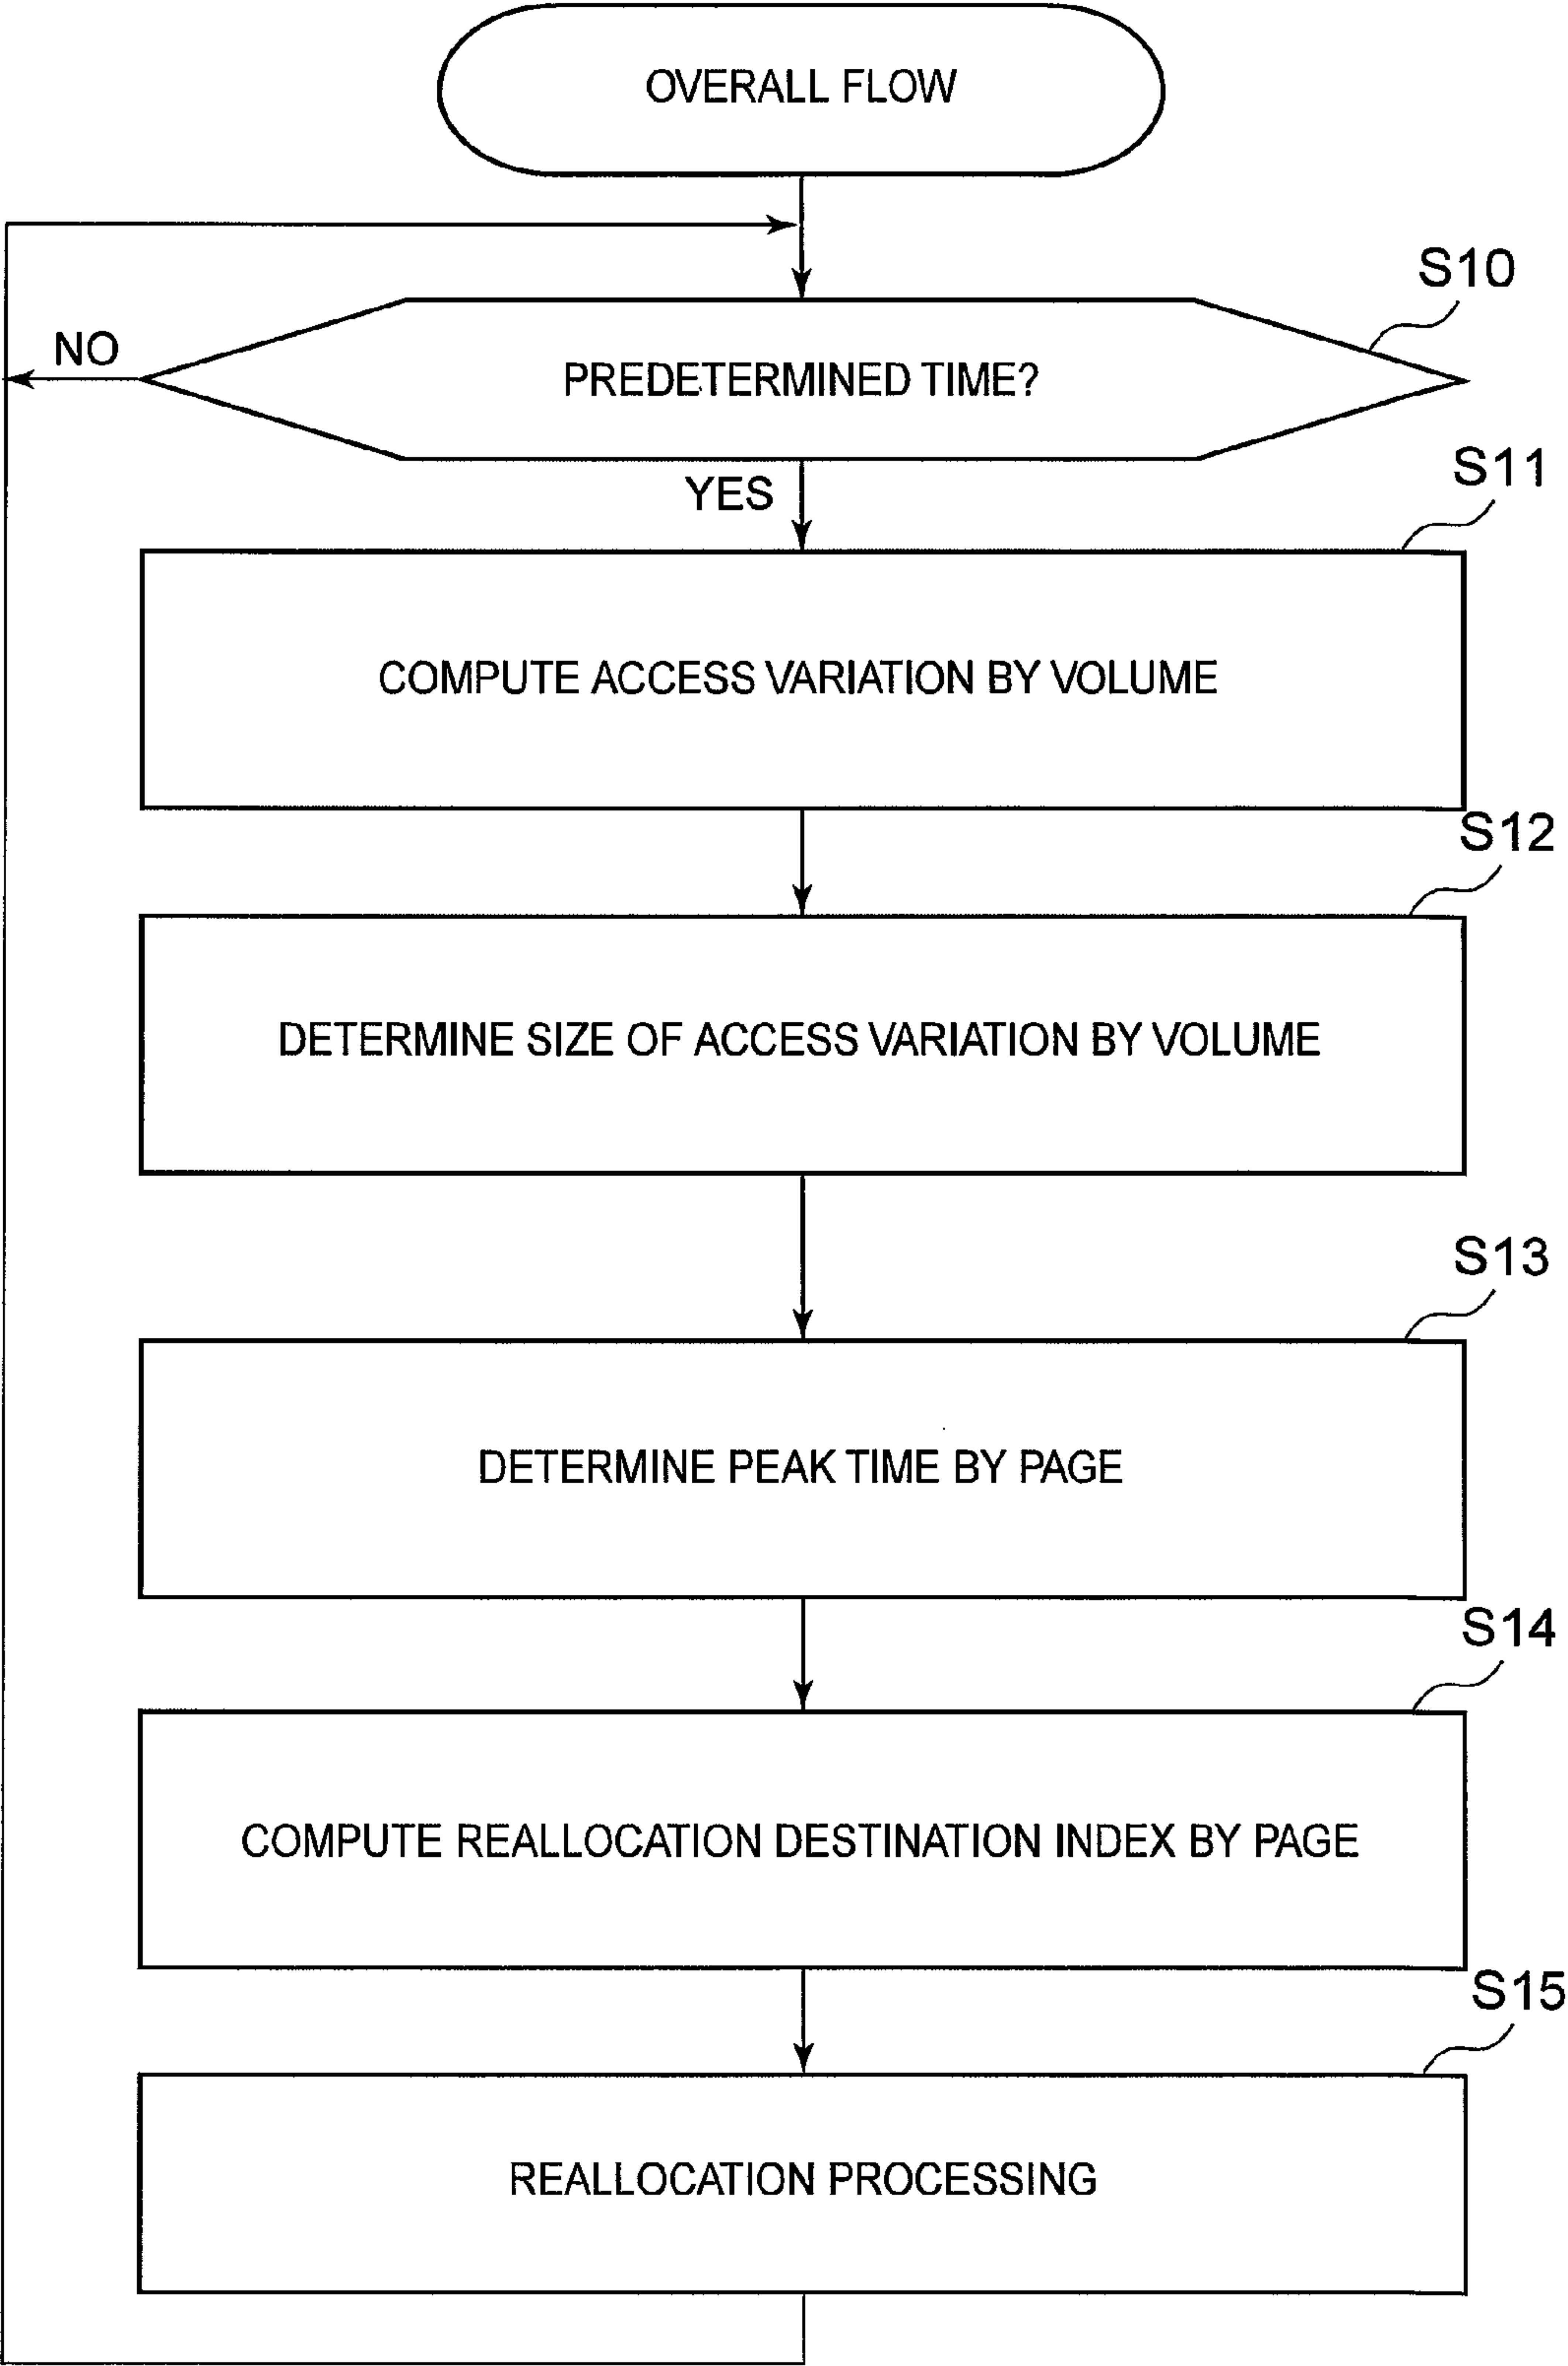 OVERALL FLOW
S10
PREDETERMINED TIME?
NO
YES
S11
COMPUTE ACCESS VARIATION BY VOLUME
S12
DETERMINE SIZE OF ACCESS VARIATION BY VOLUME
S13
DETERMINE PEAK TIME BY PAGE
S14
COMPUTE REALLOCATION DESTINATION INDEX BY PAGE
S15
REALLOCATION PROCESSING